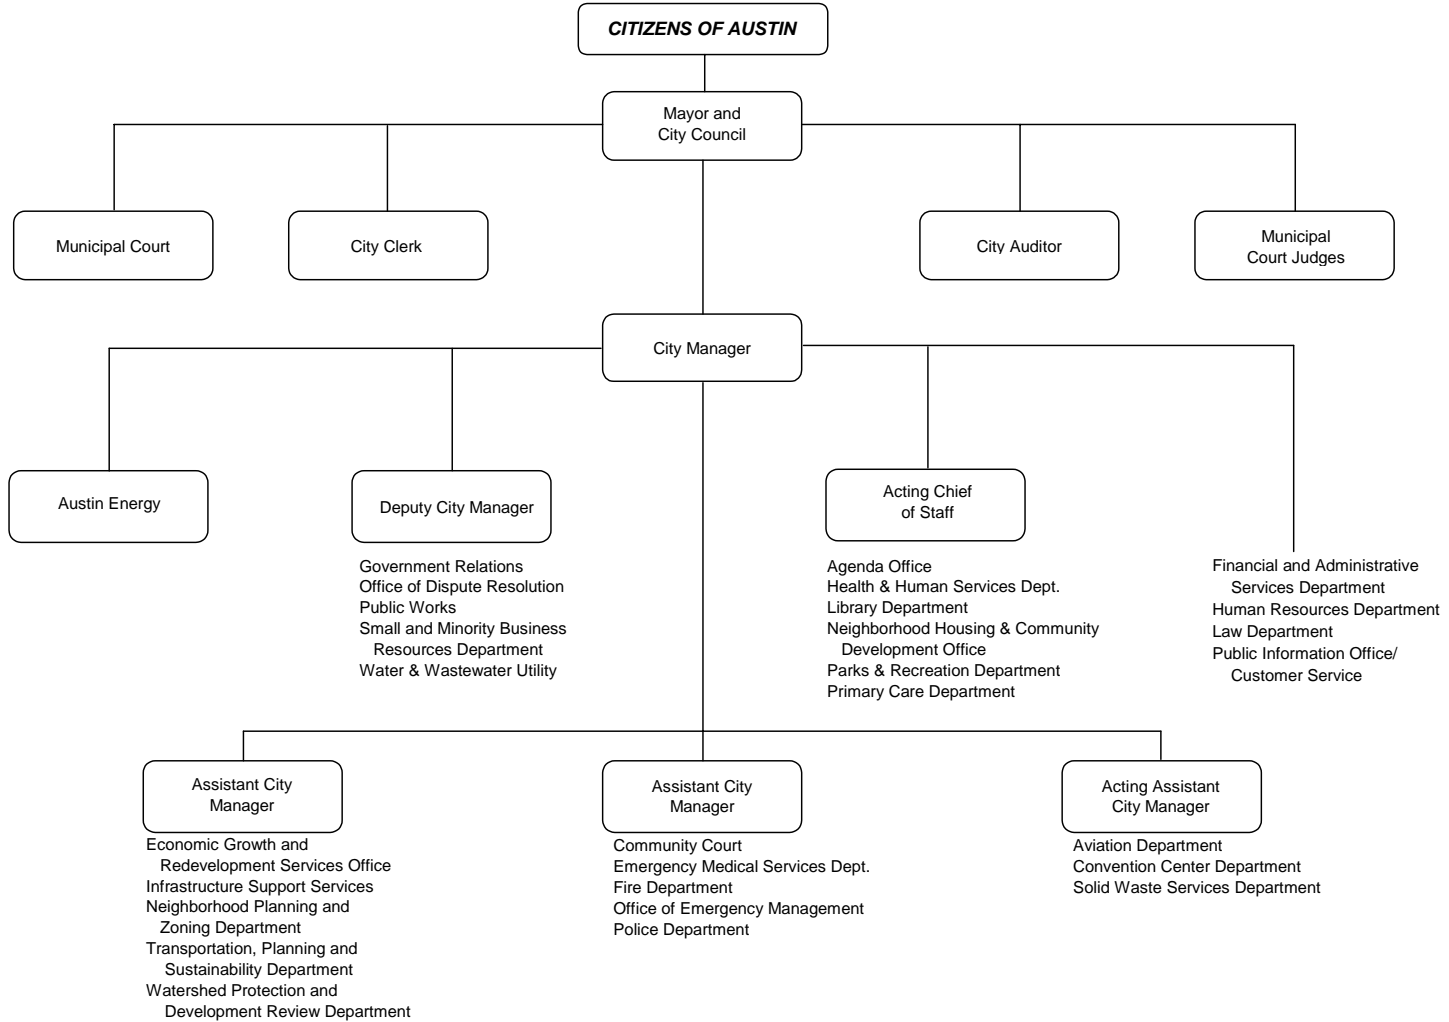 CITIZENS OF AUSTIN
Mayor and
City Council
Municipal Court
City Clerk
City Auditor
Municipal
Court Judges
City Manager
Austin Energy
Deputy City Manager
Government Relations
Office of Dispute Resolution
Public Works
Small and Minority Business
Resources Department
Water & Wastewater Utility
Acting Chief
of Staff
Agenda Office
Health & Human Services Dept.
Library Department
Neighborhood Housing & Community
Development Office
Parks & Recreation Department
Primary Care Department
Financial and Administrative
Services Department
Human Resources Department
Law Department
Public Information Office/
Customer Service
Assistant City
Manager
Economic Growth and
Redevelopment Services Office
Infrastructure Support Services
Neighborhood Planning and
Zoning Department
Transportation, Planning and
Sustainability Department
Watershed Protection and
Development Review Department
Assistant City
Manager
Community Court
Emergency Medical Services Dept.
Fire Department
Office of Emergency Management
Police Department
Acting Assistant
City Manager
Aviation Department
Convention Center Department
Solid Waste Services Department